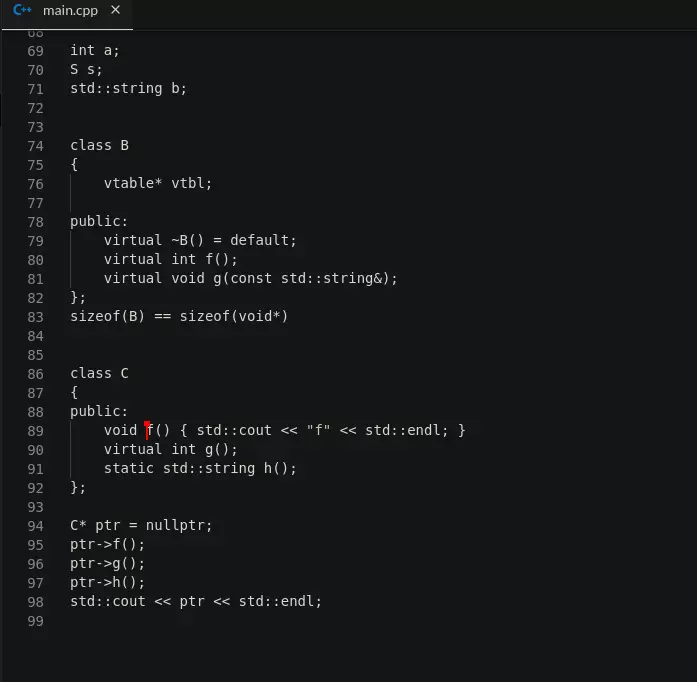 C++ main.cpp ×
68
69 int a;
70 S s;
71 std::string b;
72
73
74 class B
75 {
76     vtable* vtbl;
77
78 public:
79     virtual ~B() = default;
80     virtual int f();
81     virtual void g(const std::string&);
82 };
83 sizeof(B) == sizeof(void*)
84
85
86 class C
87 {
88 public:
89     void f() { std::cout << "f" << std::endl; }
90     virtual int g();
91     static std::string h();
92 };
93
94 C* ptr = nullptr;
95 ptr->f();
96 ptr->g();
97 ptr->h();
98 std::cout << ptr << std::endl;
99